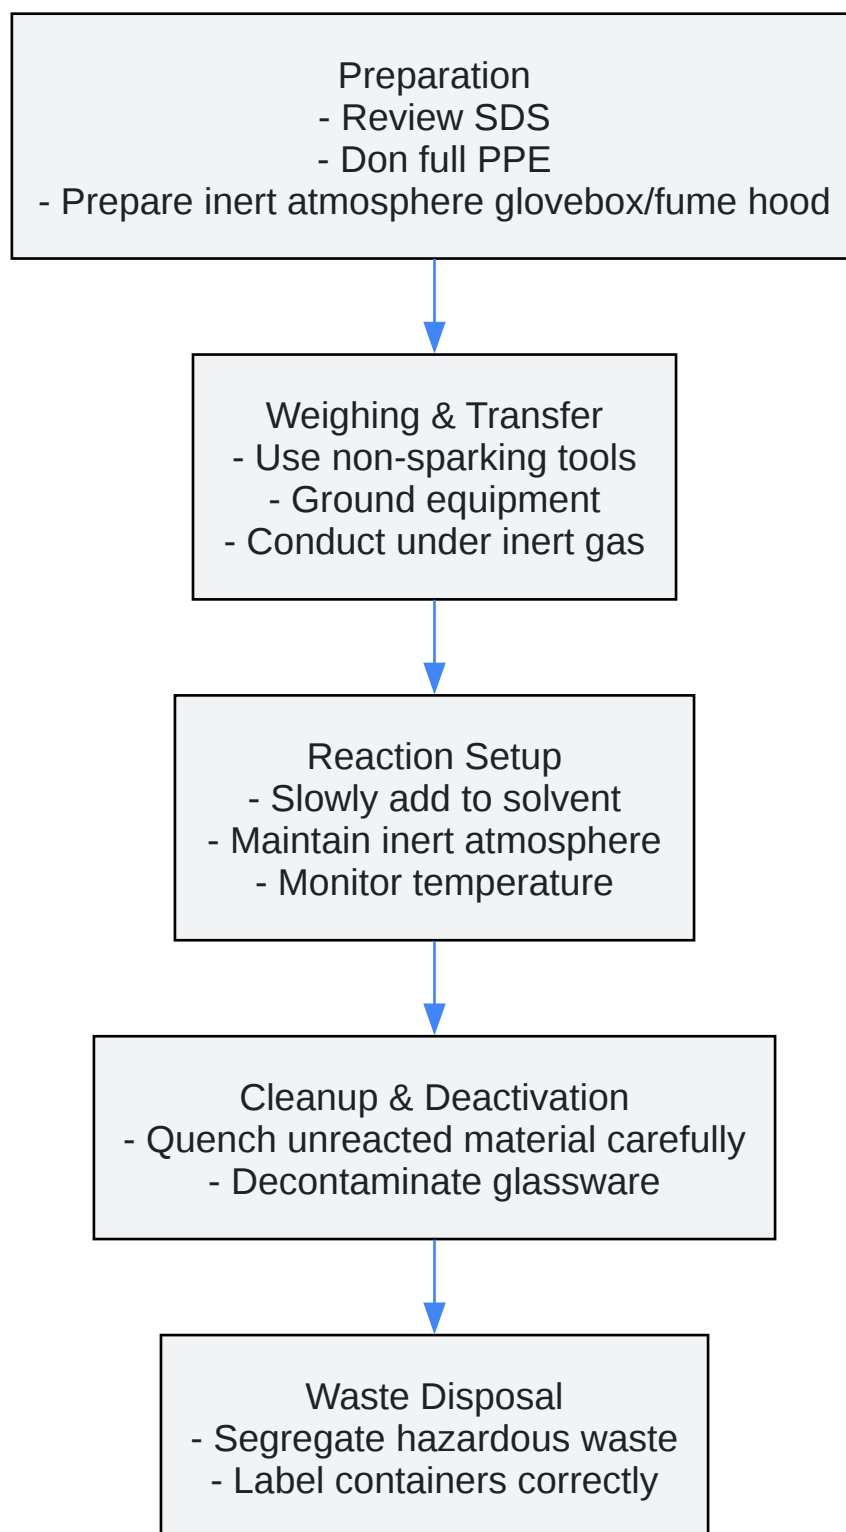 Preparation
- Review SDS
- Don full PPE
- Prepare inert atmosphere glovebox/fume hood
Weighing & Transfer
- Use non-sparking tools
- Ground equipment
- Conduct under inert gas
Reaction Setup
- Slowly add to solvent
- Maintain inert atmosphere
- Monitor temperature
Cleanup & Deactivation
- Quench unreacted material carefully
- Decontaminate glassware
Waste Disposal
- Segregate hazardous waste
- Label containers correctly